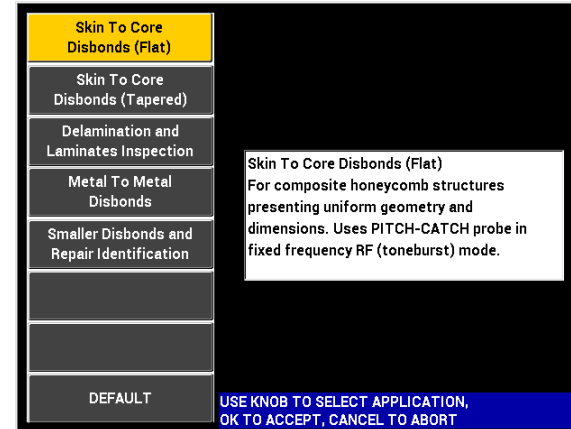 Skin To Core
Disbonds (Flat)
Skin To Core
Disbonds (Tapered)
Delamination and
Laminates Inspection
Metal To Metal
Disbonds
Smaller Disbonds and
Repair Identification
DEFAULT
Skin To Core Disbonds (Flat)
For composite honeycomb structures
presenting uniform geometry and
dimensions. Uses PITCH-CATCH probe in
fixed frequency RF (toneburst) mode.
USE KNOB TO SELECT APPLICATION,
OK TO ACCEPT, CANCEL TO ABORT